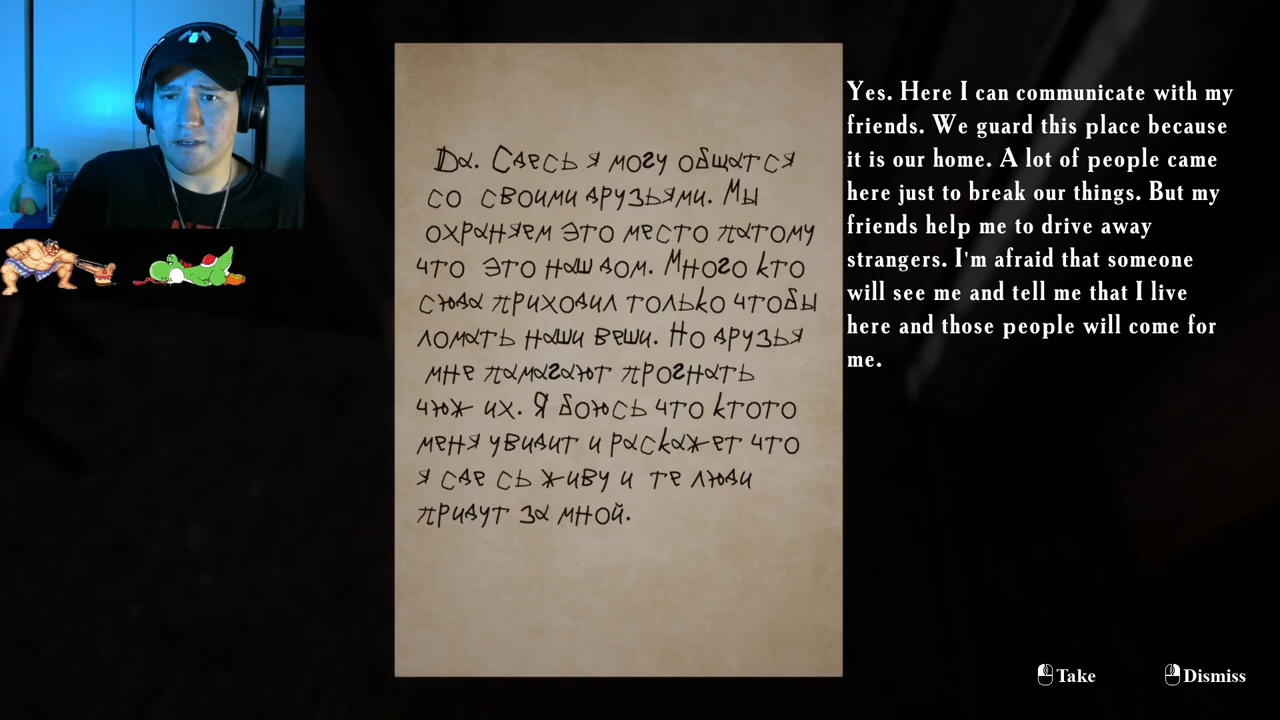 Да. Сдесь я могу общатся
со своими друзьями. Мы
охраняем это место патому
что это наш дом. Много кто
сюда приходил только чтобы
ломать наши веши. Но друзья
мне памагают прогнать
чюж их. Я боюсь что ктото
меня увидит и раскажет что
я сде сь живу и те люди
придут за мной.
Yes. Here I can communicate with my
friends. We guard this place because
it is our home. A lot of people came
here just to break our things. But my
friends help me to drive away
strangers. I'm afraid that someone
will see me and tell me that I live
here and those people will come for
me.
Take
Dismiss